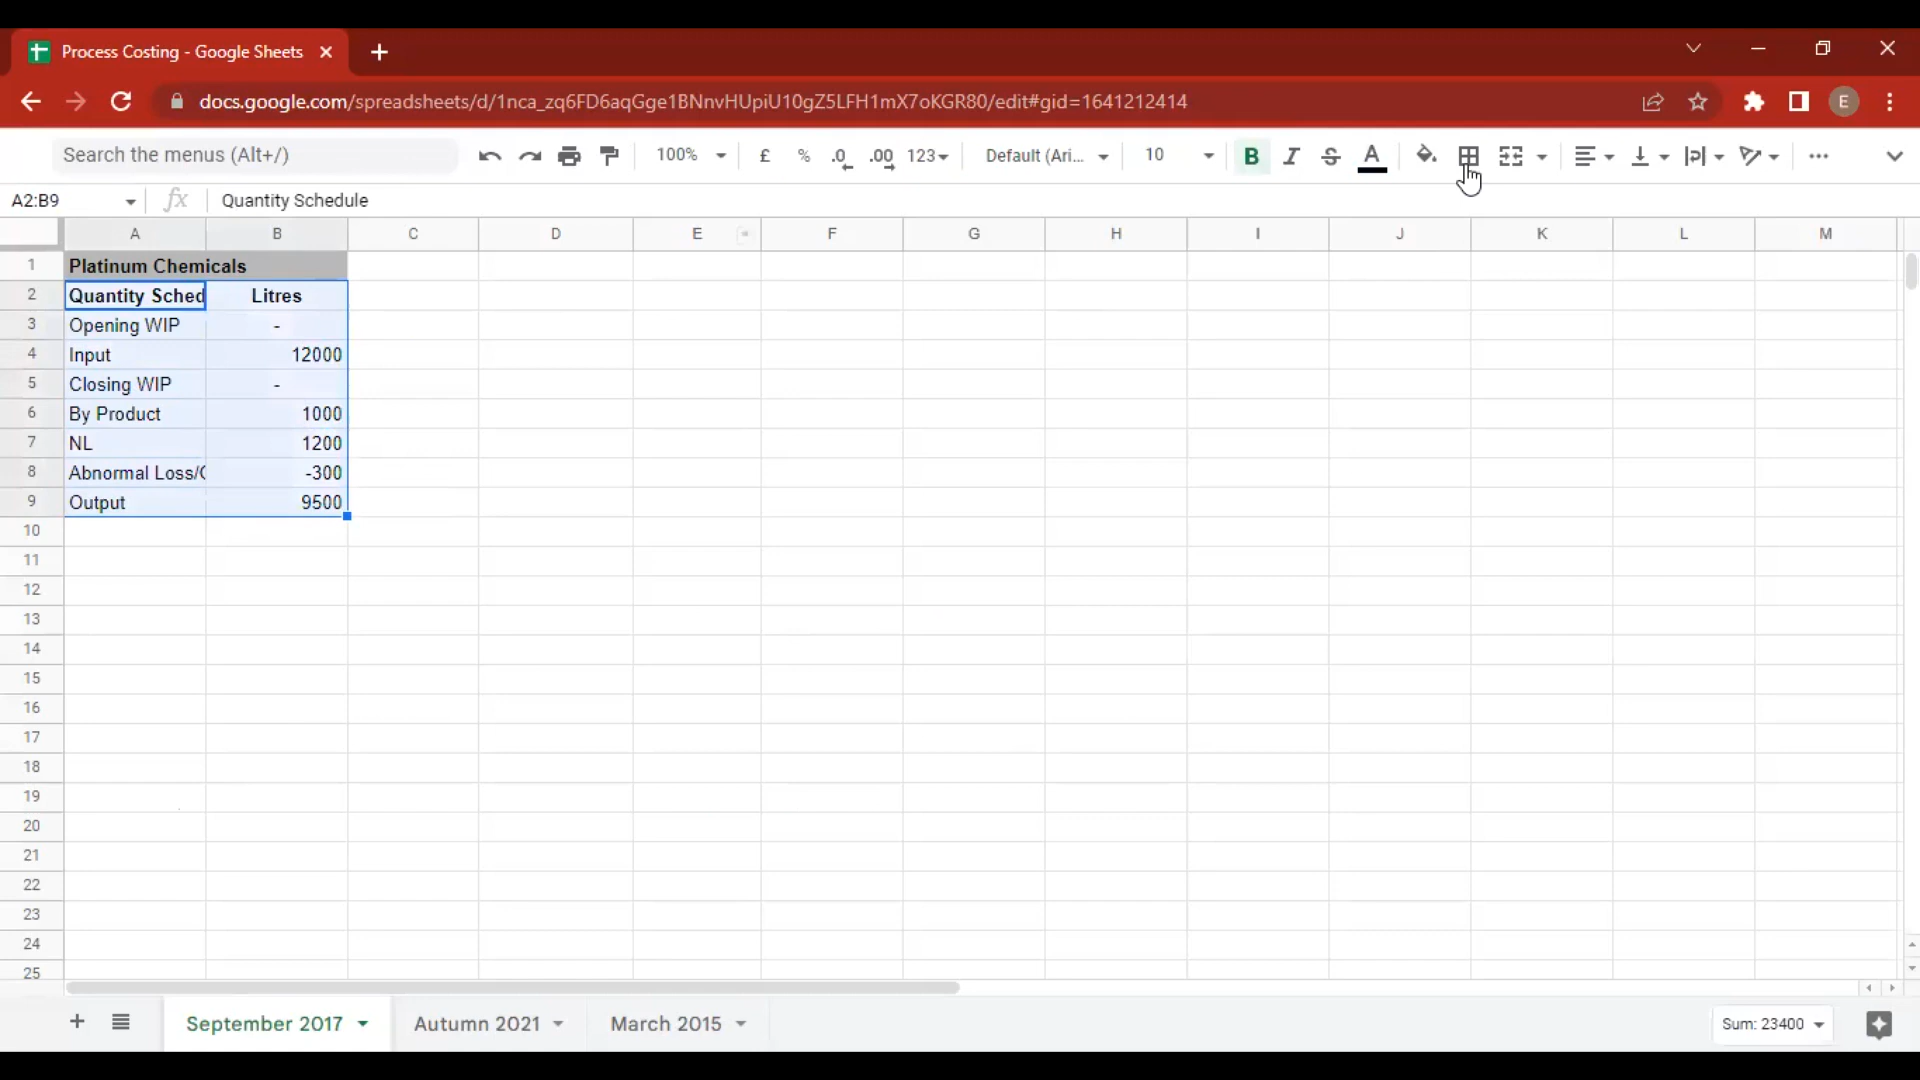 Process Costing - Google Sheets
docs.google.com/spreadsheets/d/1nca_zq6FD6aqGge1BNnvHUpiU10gZ5LFH1mX7oKGR80/edit#gid=1641212414
E
Search the menus (Alt+/)
100%
£
%
.0
.00
123
Default (Ari...
10
B
I
S
A
A2:B9
fx
Quantity Schedule
A B C D E F G H I J K L M
1 Platinum Chemicals
2 Quantity Sched Litres
3 Opening WIP -
4 Input 12000
5 Closing WIP -
6 By Product 1000
7 NL 1200
8 Abnormal Loss/ -300
9 Output 9500
10
11
12
13
14
15
16
17
18
19
20
21
22
23
24
25
September 2017
Autumn 2021
March 2015
Sum: 23400